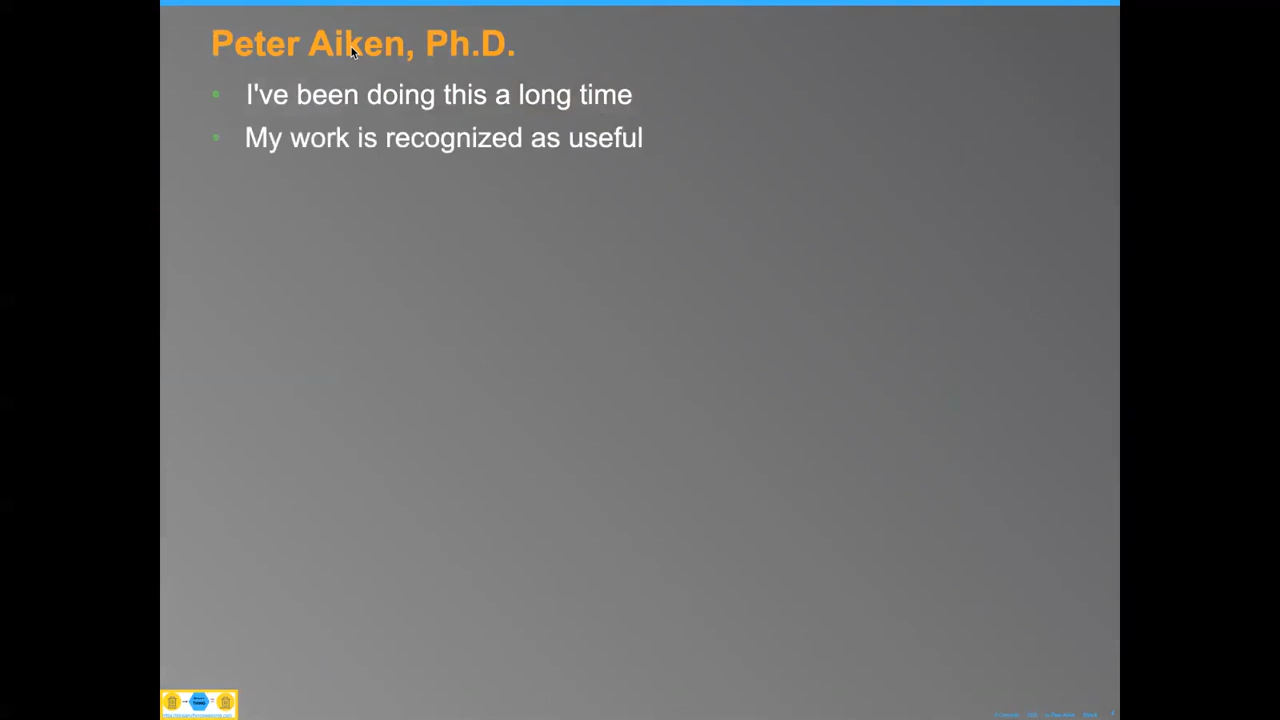 Peter Aiken, Ph.D.
I've been doing this a long time
My work is recognized as useful